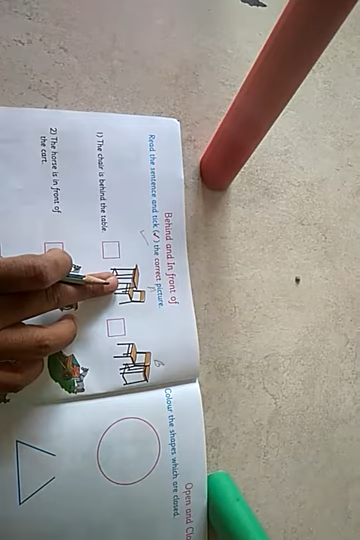 Behind and In front of
Read the sentence and tick (✓) the correct picture.
1) The chair is behind the table.
2) The horse is in front of
the cart.
Open and Clo
Colour the shapes which are closed.